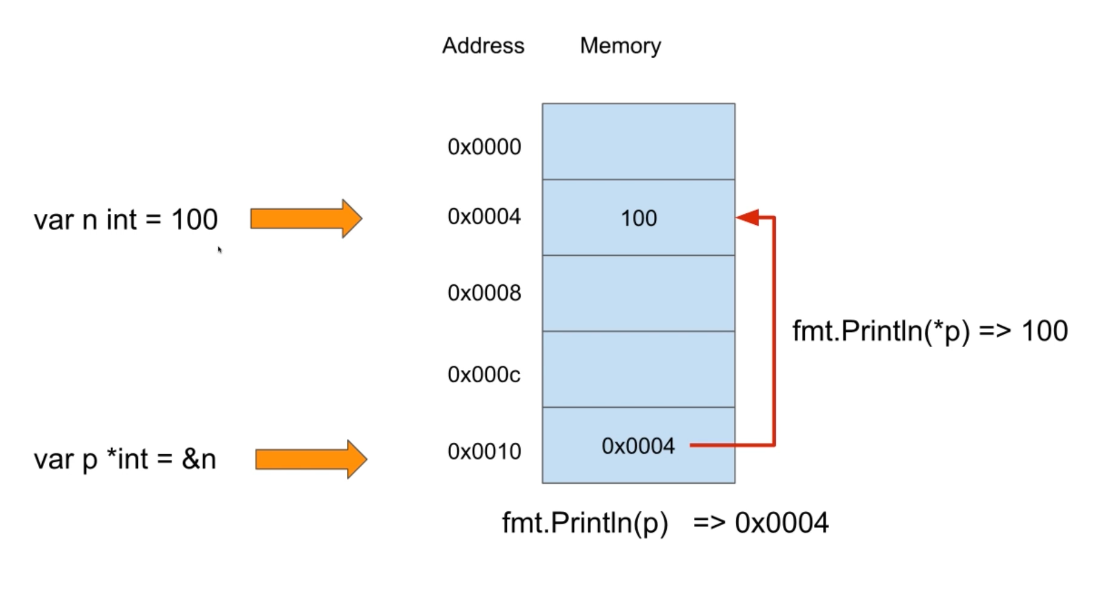 Address Memory
0x0000
var n int = 100
0x0004 100
0x0008
fmt.Println(*p) => 100
0x000c
var p *int = &n
0x0010 0x0004
fmt.Println(p) => 0x0004